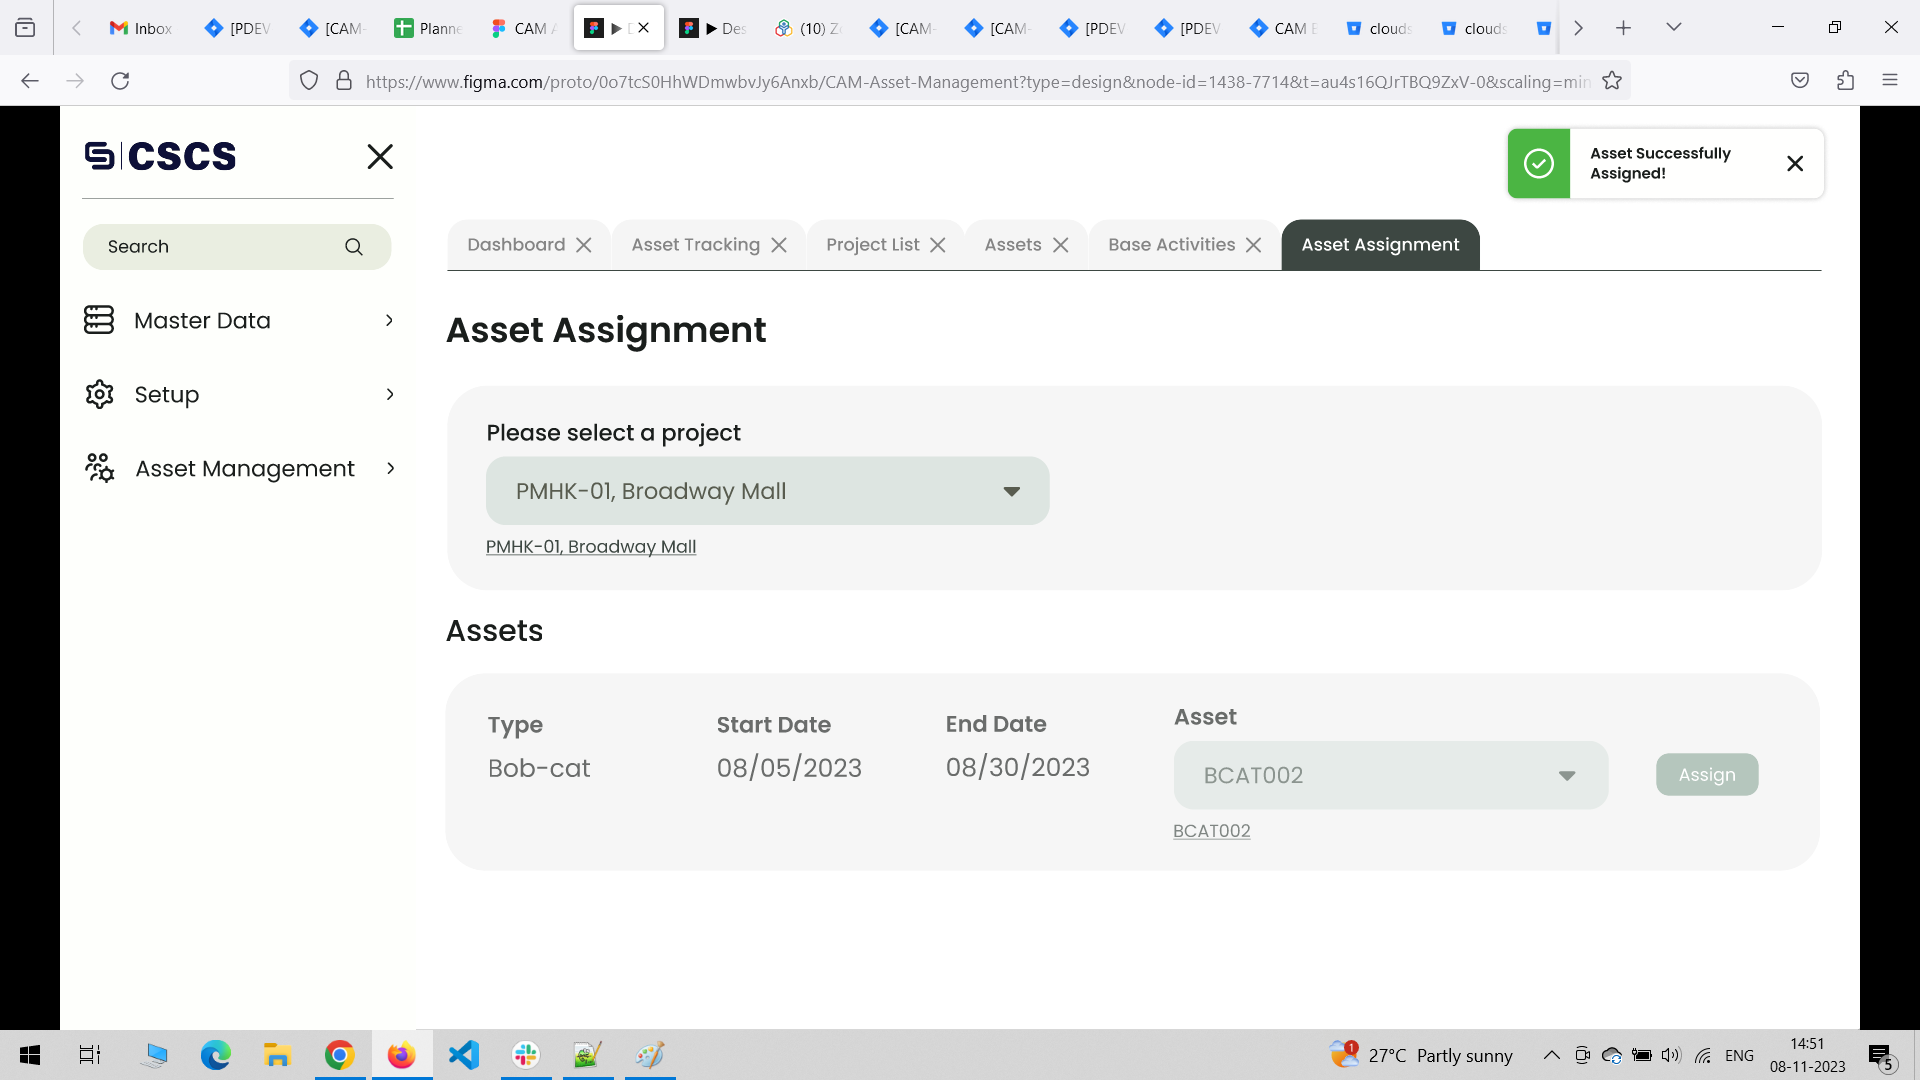 Inbox
[PDEV
[CAM-
Planne
CAM A
▶ D
▶ Des
(10) Z
[CAM-
[CAM-
[PDEV
[PDEV
CAM E
clouds
clouds
https://www.figma.com/proto/0o7tcS0HhWDmwbvJy6Anxb/CAM-Asset-Management?type=design&node-id=1438-7714&t=au4s16QJrTBQ9ZxV-0&scaling=min
CSCS
Asset Successfully
Assigned!
Search
Dashboard
Asset Tracking
Project List
Assets
Base Activities
Asset Assignment
Master Data
Setup
Asset Management
Asset Assignment
Please select a project
PMHK-01, Broadway Mall
PMHK-01, Broadway Mall
Assets
Type
Start Date
End Date
Asset
Bob-cat
08/05/2023
08/30/2023
BCAT002
Assign
BCAT002
1
27°C Partly sunny
ENG
14:51
08-11-2023
5